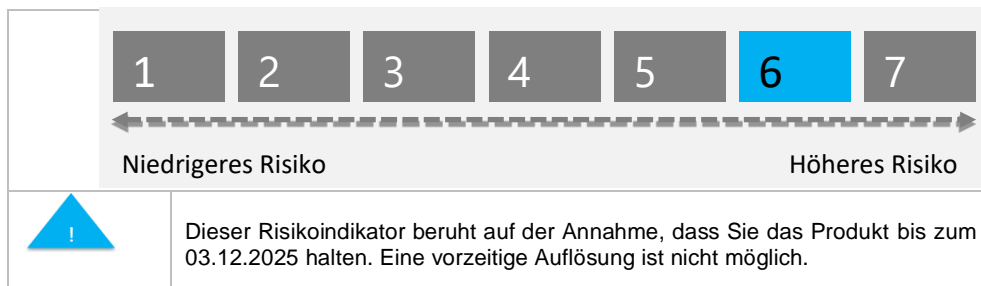 1 2 3 4 5 6 7
Niedrigeres Risiko Höheres Risiko
!
Dieser Risikoindikator beruht auf der Annahme, dass Sie das Produkt bis zum
03.12.2025 halten. Eine vorzeitige Auflösung ist nicht möglich.